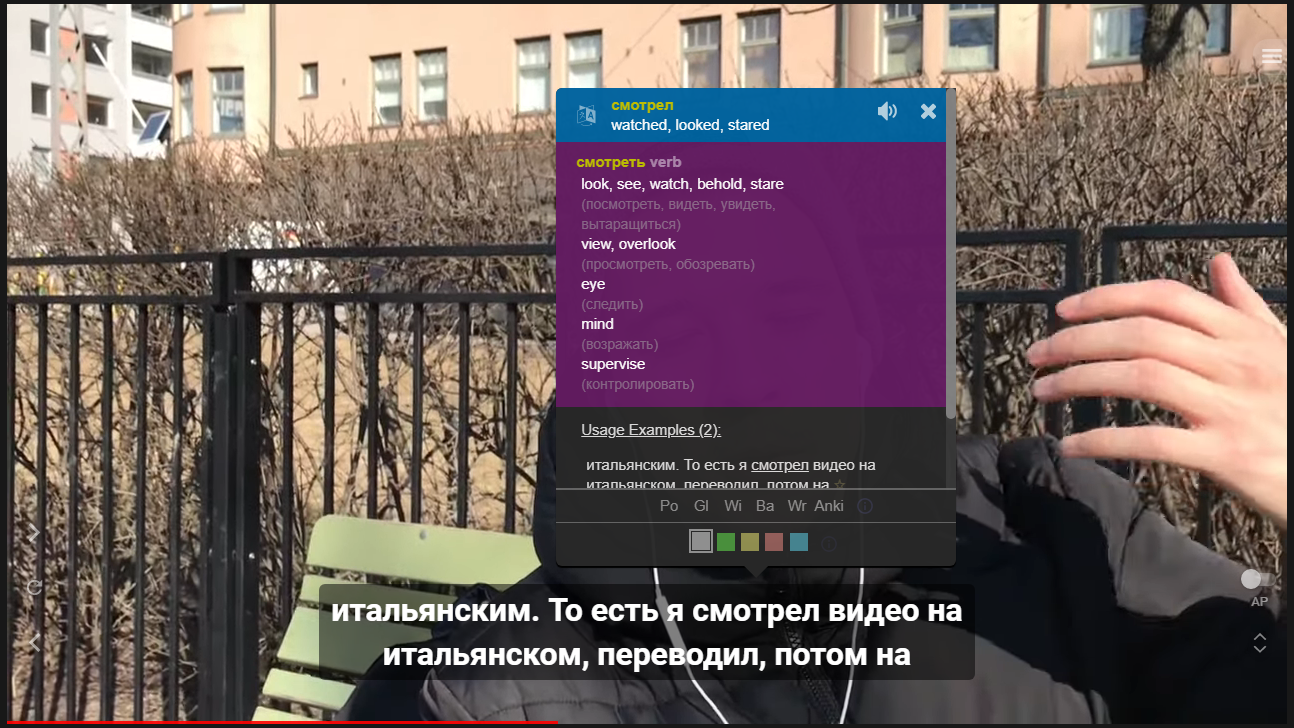 смотрел
watched, looked, stared
смотреть verb
look, see, watch, behold, stare
(посмотреть, видеть, увидеть,
вытаращиться)
view, overlook
(просмотреть, обозревать)
eye
(следить)
mind
(возражать)
supervise
(контролировать)
Usage Examples (2):
итальянским. То есть я смотрел видео на
итальянском, переводил, потом на
Po Gl Wi Ba Wr Anki
AP
итальянским. То есть я смотрел видео на
итальянском, переводил, потом на